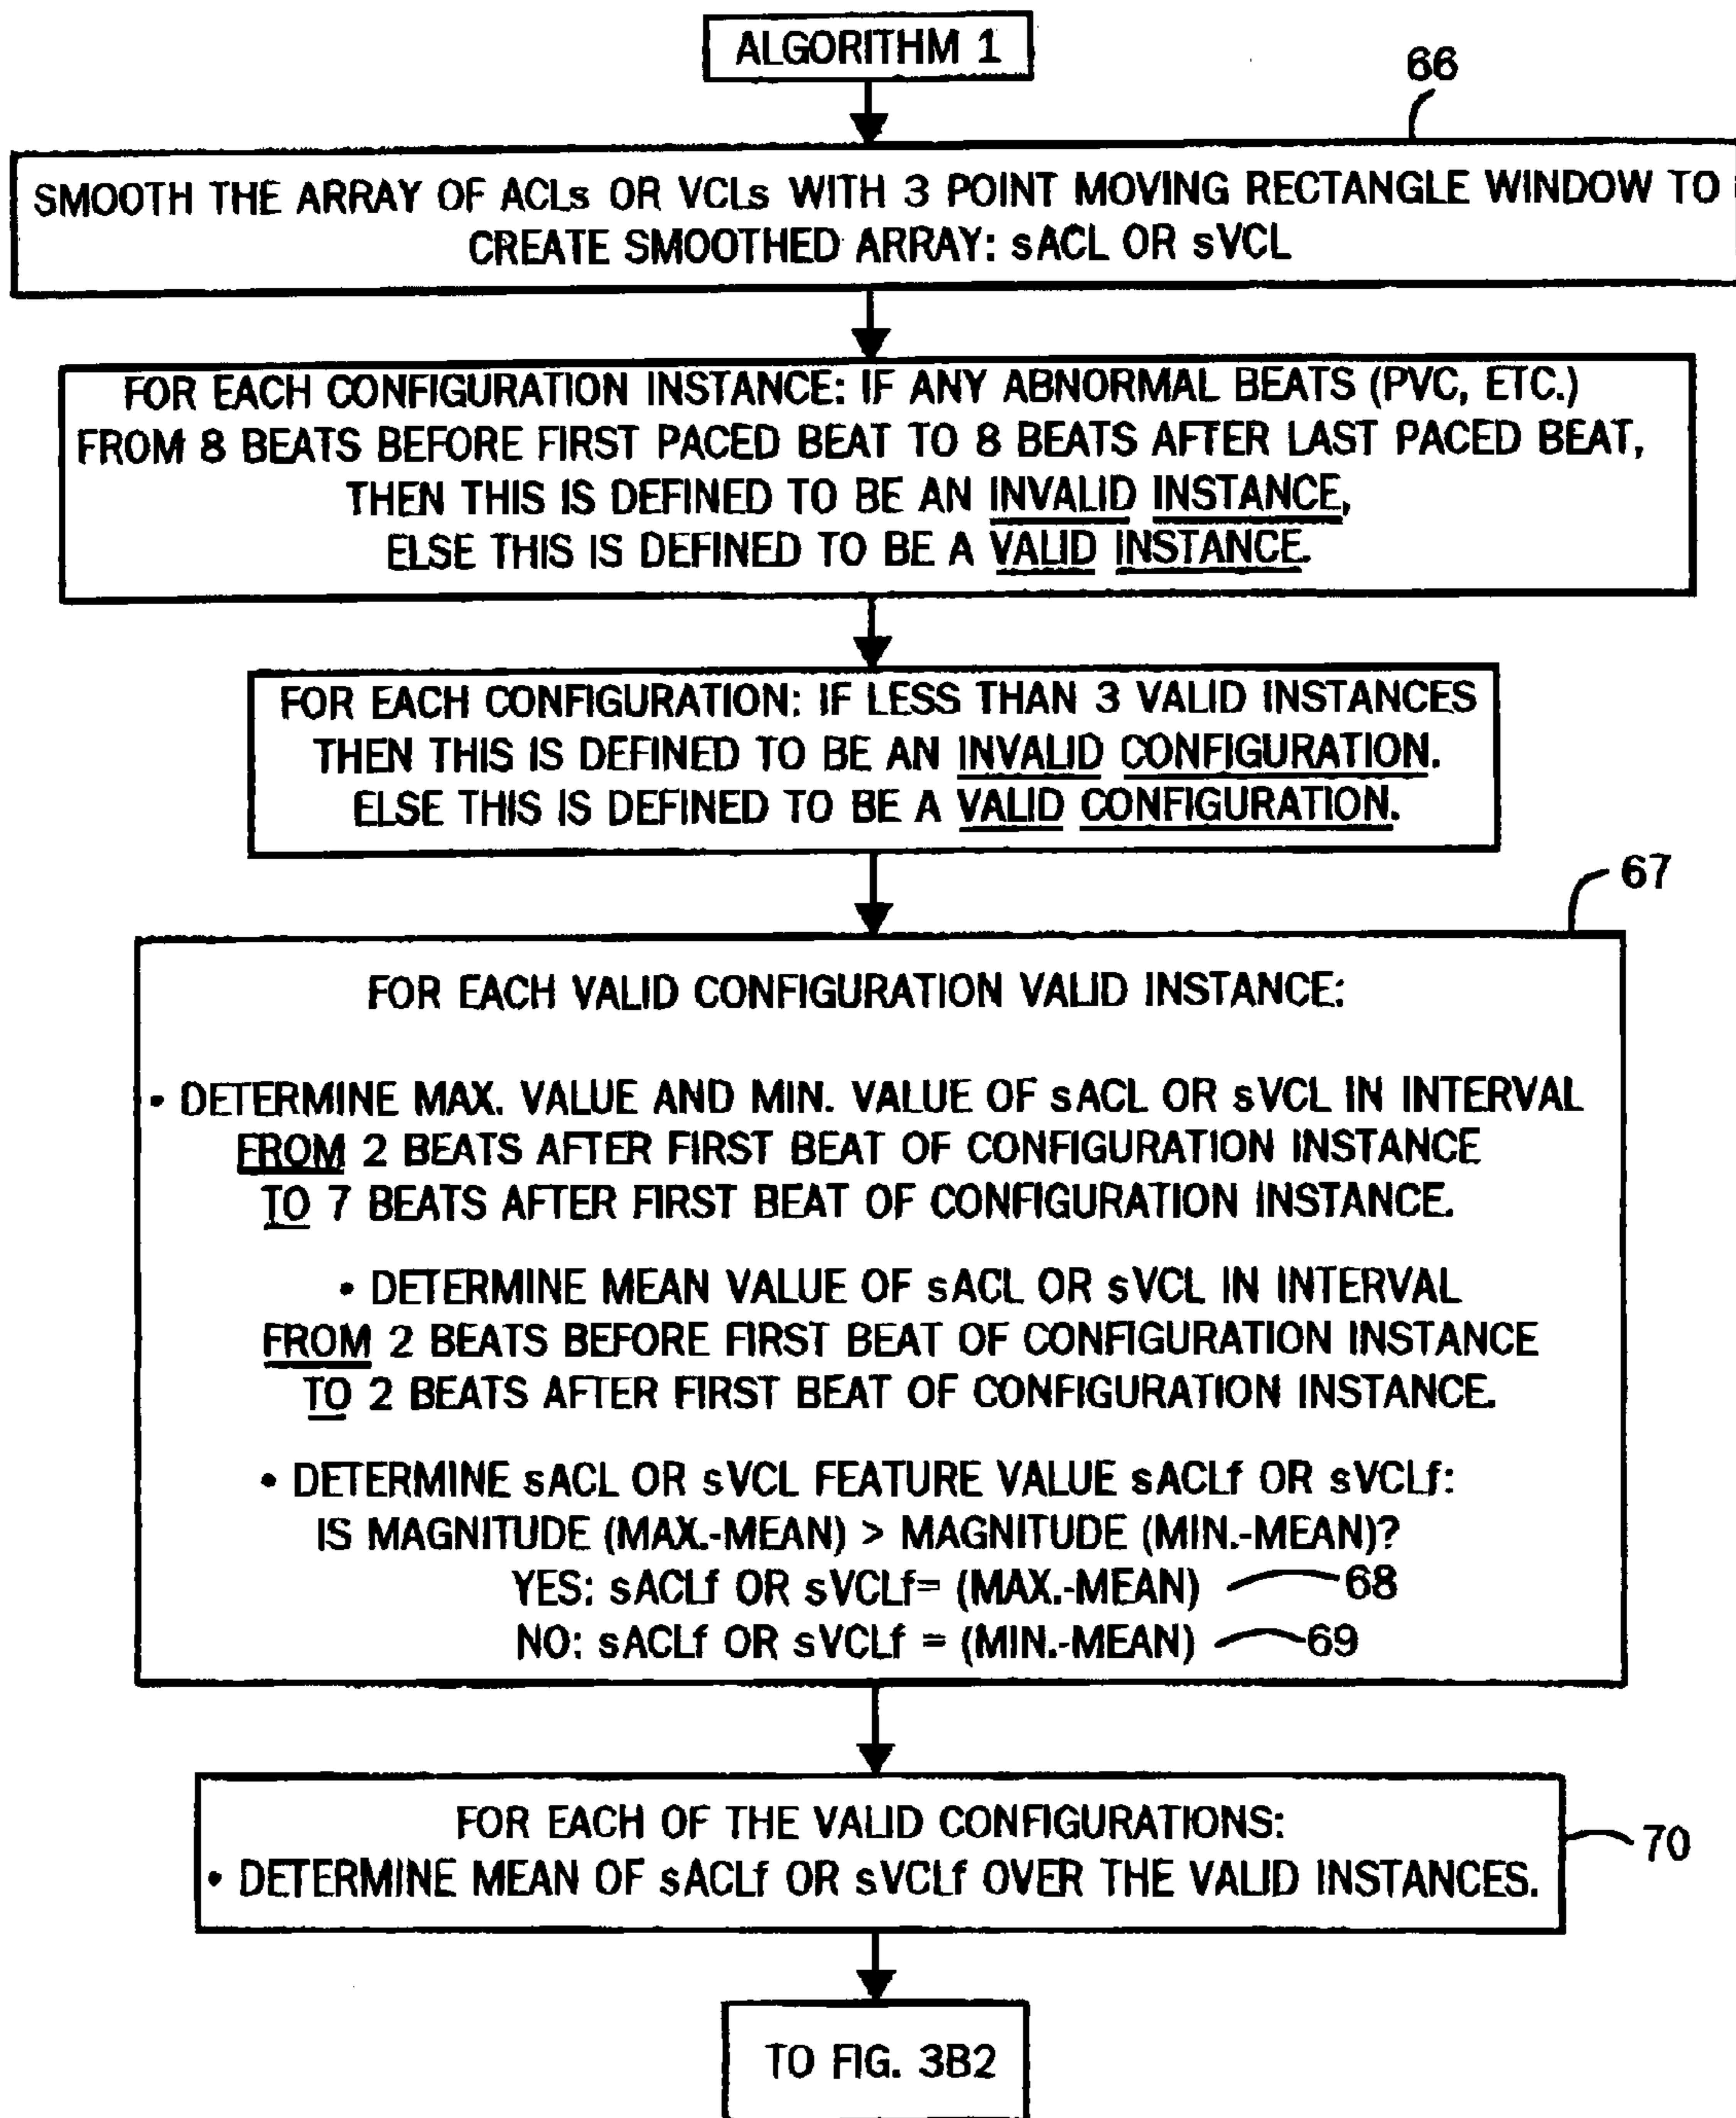 ALGORITHM 1
66
SMOOTH THE ARRAY OF ACLs OR VCLs WITH 3 POINT MOVING RECTANGLE WINDOW TO
CREATE SMOOTHED ARRAY: sACL OR sVCL
FOR EACH CONFIGURATION INSTANCE: IF ANY ABNORMAL BEATS (PVC, ETC.)
FROM 8 BEATS BEFORE FIRST PACED BEAT TO 8 BEATS AFTER LAST PACED BEAT,
THEN THIS IS DEFINED TO BE AN INVALID INSTANCE,
ELSE THIS IS DEFINED TO BE A VALID INSTANCE.
FOR EACH CONFIGURATION: IF LESS THAN 3 VALID INSTANCES
THEN THIS IS DEFINED TO BE AN INVALID CONFIGURATION.
ELSE THIS IS DEFINED TO BE A VALID CONFIGURATION.
67
FOR EACH VALID CONFIGURATION VALID INSTANCE:
• DETERMINE MAX. VALUE AND MIN. VALUE OF sACL OR sVCL IN INTERVAL
FROM 2 BEATS AFTER FIRST BEAT OF CONFIGURATION INSTANCE
TO 7 BEATS AFTER FIRST BEAT OF CONFIGURATION INSTANCE.
• DETERMINE MEAN VALUE OF sACL OR sVCL IN INTERVAL
FROM 2 BEATS BEFORE FIRST BEAT OF CONFIGURATION INSTANCE
TO 2 BEATS AFTER FIRST BEAT OF CONFIGURATION INSTANCE.
• DETERMINE sACL OR sVCL FEATURE VALUE sACLf OR sVCLf:
IS MAGNITUDE (MAX.-MEAN) > MAGNITUDE (MIN.-MEAN)?
YES: sACLf OR sVCLf= (MAX.-MEAN) 68
NO: sACLf OR sVCLf = (MIN.-MEAN) 69
FOR EACH OF THE VALID CONFIGURATIONS:
70
• DETERMINE MEAN OF sACLf OR sVCLf OVER THE VALID INSTANCES.
TO FIG. 3B2